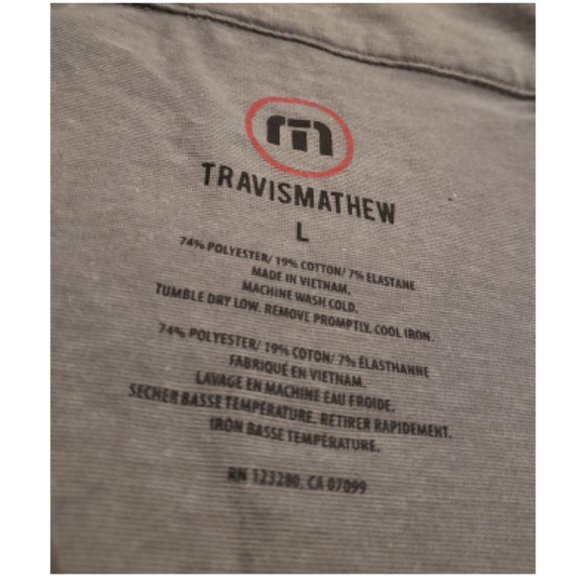 TRAVISMATHEW
L
74% POLYESTER/ 19% COTTON/ 7% ELASTANE
MADE IN VIETNAM.
MACHINE WASH COLD.
TUMBLE DRY LOW. REMOVE PROMPTLY. COOL IRON.
74% POLYESTER/ 19% COTON/ 7% ÉLASTHANNE
FABRIQUÉ EN VIETNAM.
LAVAGE EN MACHINE EAU FROIDE.
SECHER BASSE TEMPÉRATURE. RETIRER RAPIDEMENT.
IRON BASSE TEMPÉRATURE.
RN 123280, CA 07099